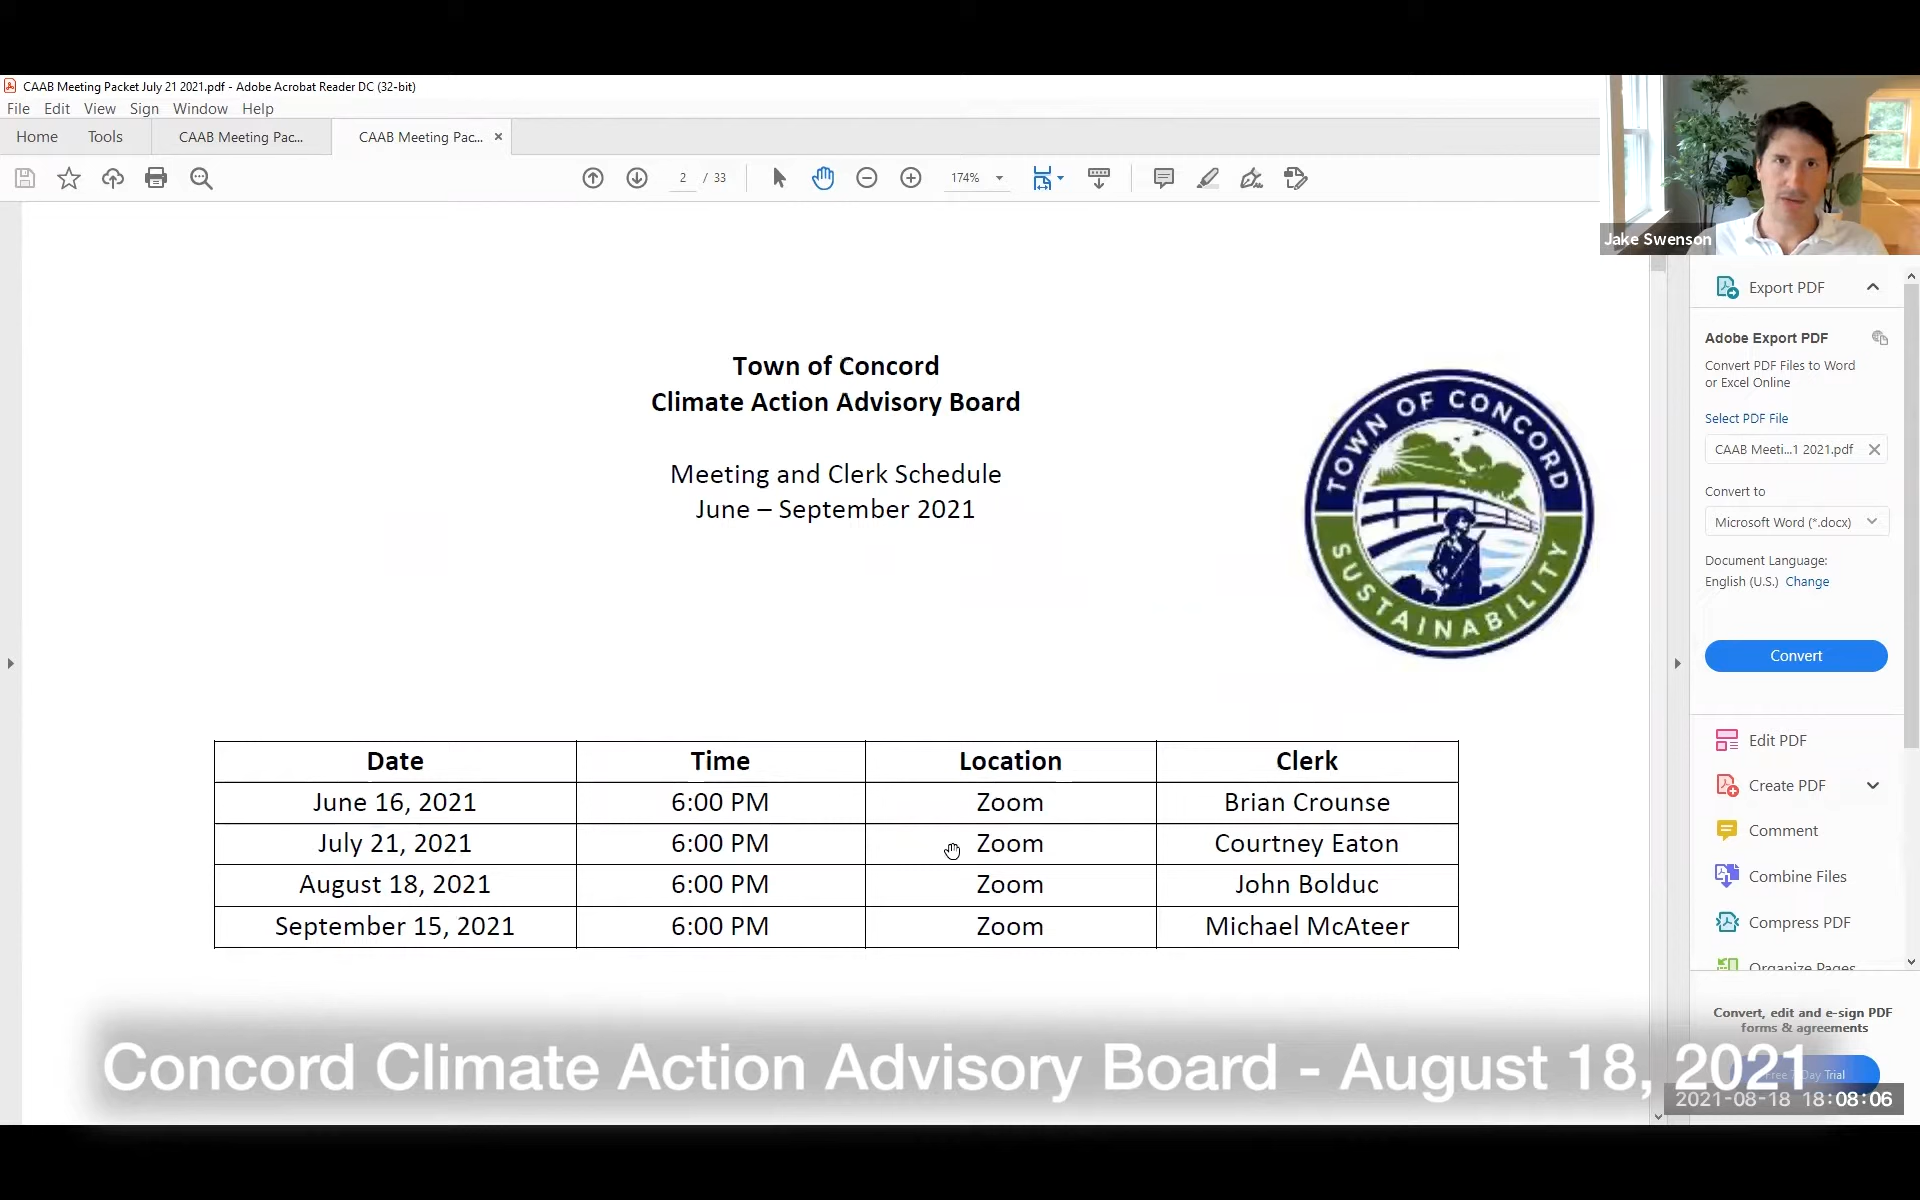 CAAB Meeting Packet July 21 2021.pdf - Adobe Acrobat Reader DC (32-bit)
File Edit View Sign Window Help
Home Tools CAAB Meeting Pac... CAAB Meeting Pac... ×
2 / 33 174%
Jake Swenson
Export PDF
Adobe Export PDF
Convert PDF Files to Word
or Excel Online
Select PDF File
CAAB Meeti...1 2021.pdf
Convert to
Microsoft Word (*.docx)
Document Language:
English (U.S.) Change
Convert
Edit PDF
Create PDF
Comment
Combine Files
Compress PDF
Organize Pages
Convert, edit and e-sign PDF
forms & agreements
Free 7-Day Trial
Town of Concord
Climate Action Advisory Board
Meeting and Clerk Schedule
June – September 2021
TOWN OF CONCORD
SUSTAINABILITY
Date Time Location Clerk
June 16, 2021 6:00 PM Zoom Brian Crounse
July 21, 2021 6:00 PM Zoom Courtney Eaton
August 18, 2021 6:00 PM Zoom John Bolduc
September 15, 2021 6:00 PM Zoom Michael McAteer
Concord Climate Action Advisory Board - August 18, 2021
2021-08-18 18:08:06